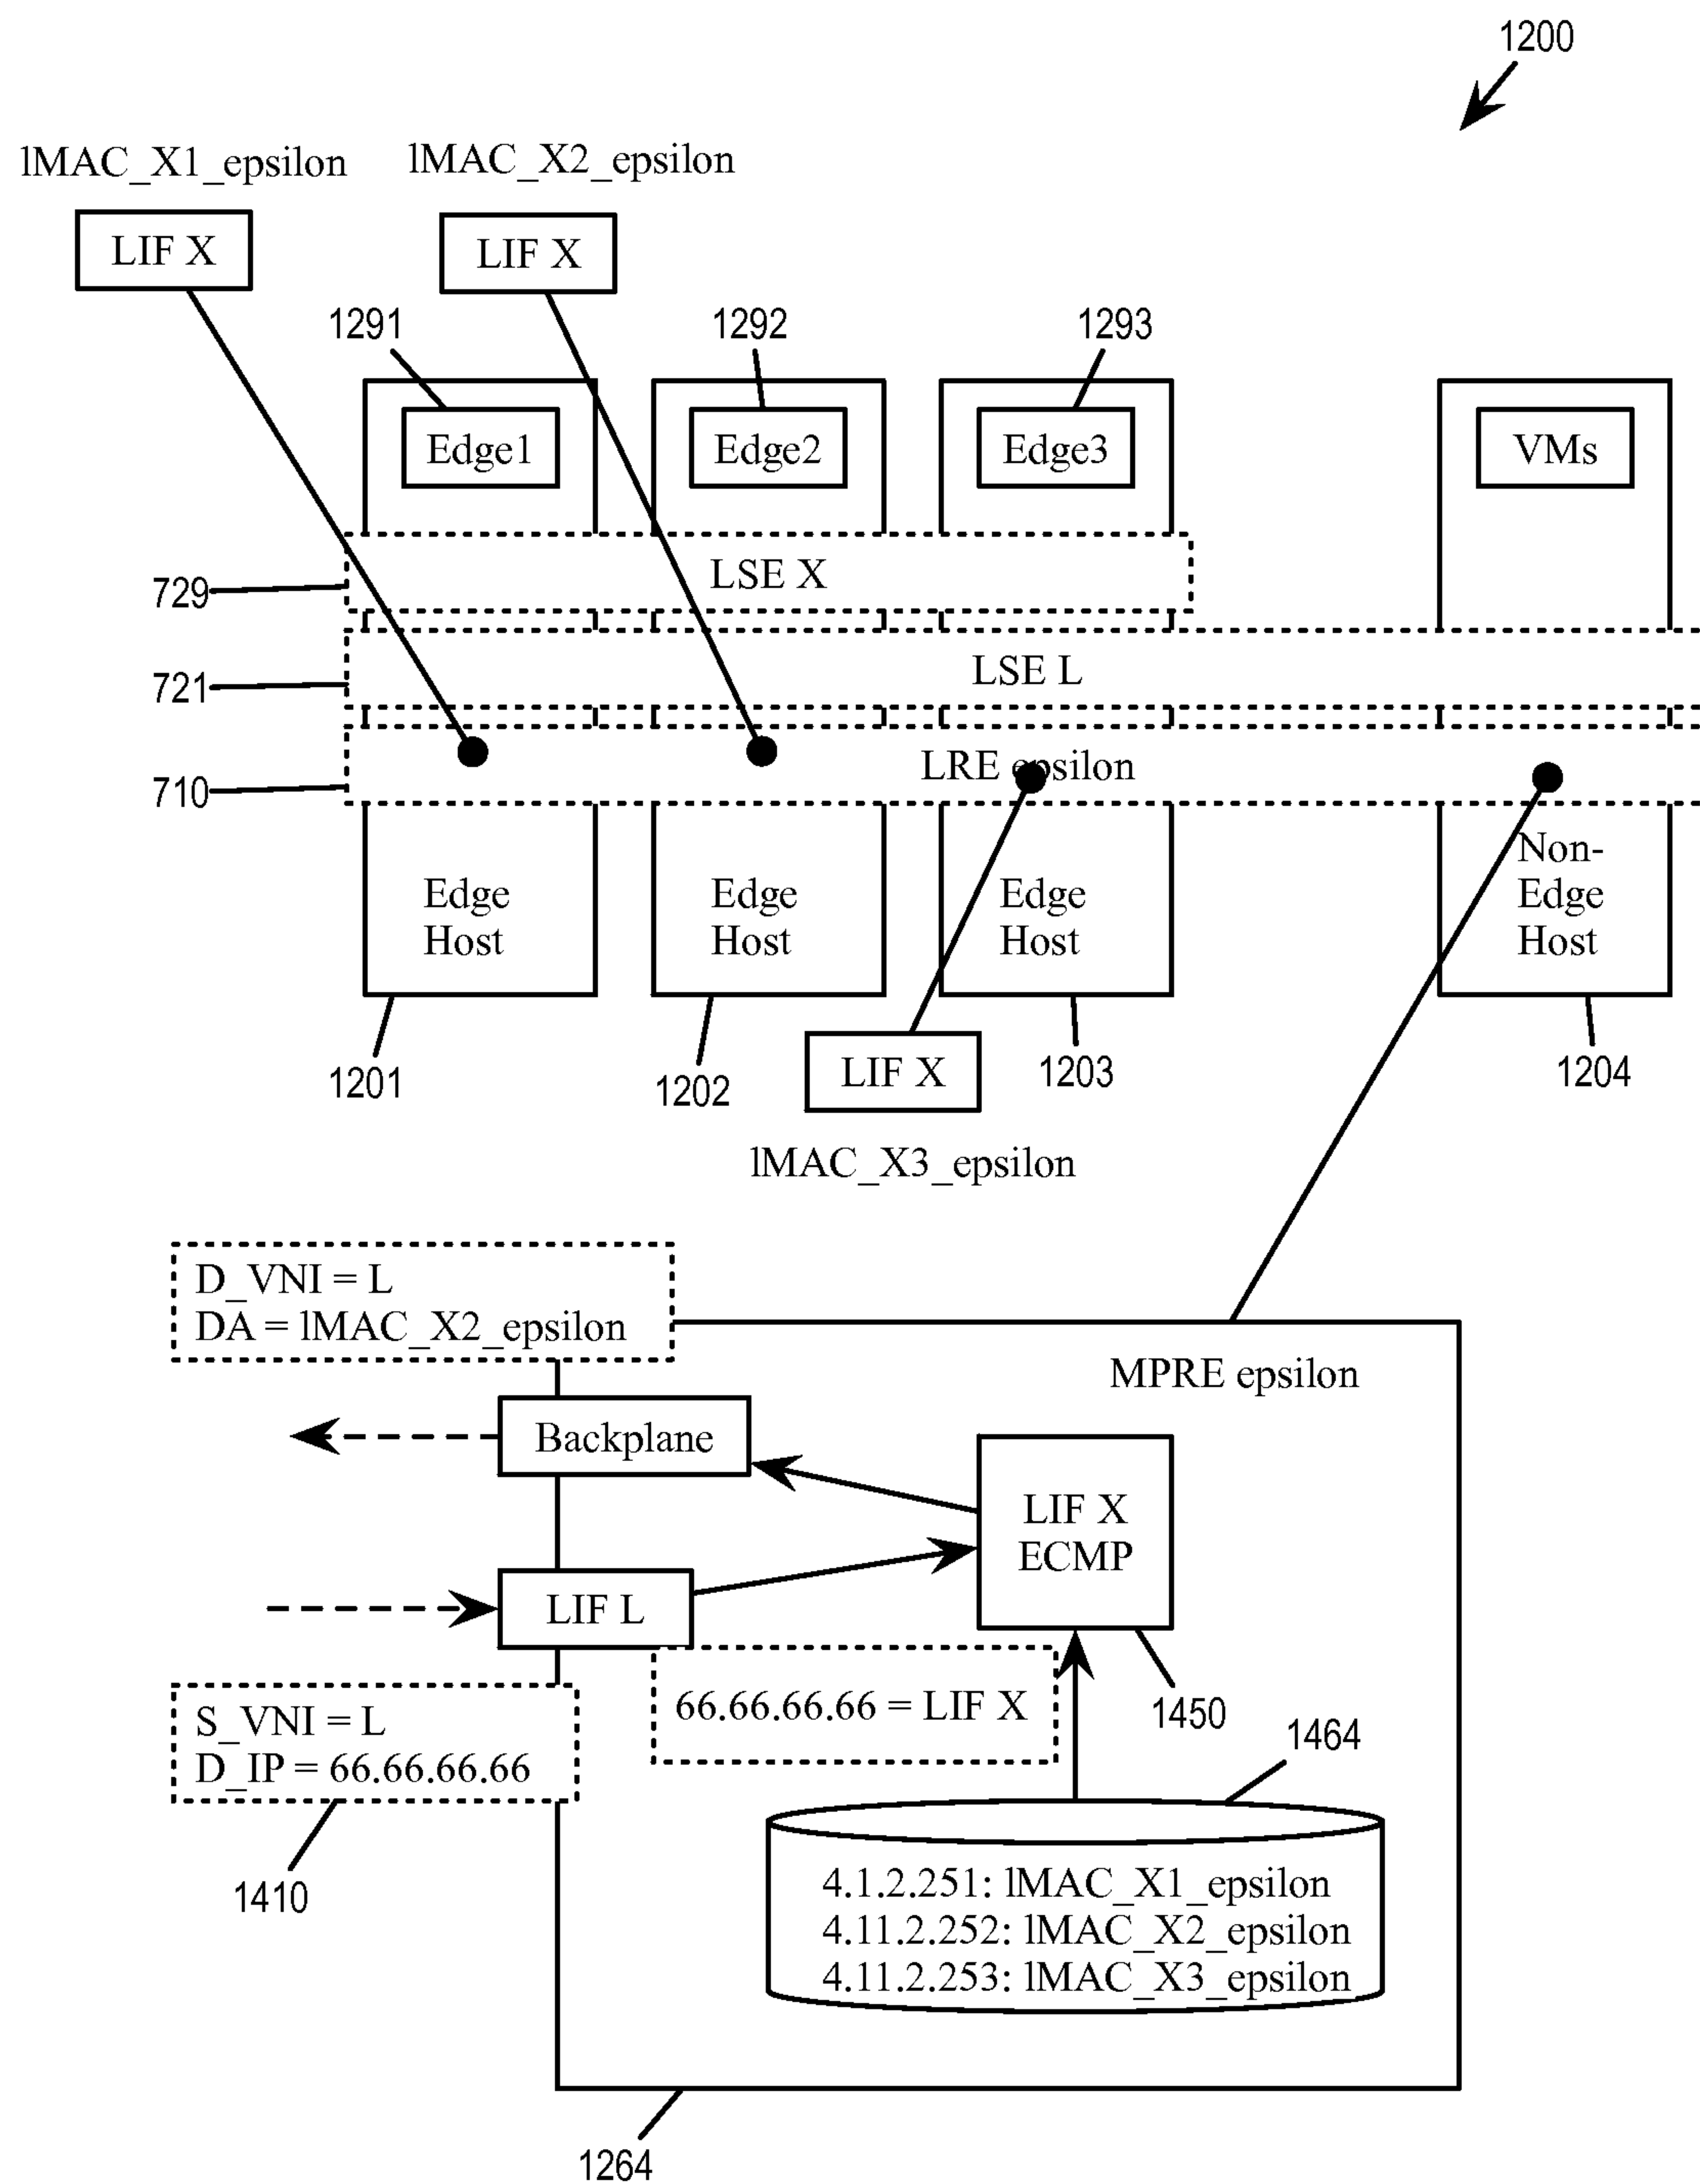 1200
lMAC_X1_epsilon
lMAC_X2_epsilon
LIF X
LIF X
1291
1292
1293
Edge1
Edge2
Edge3
VMs
LSE X
729
LSE L
721
LRE epsilon
710
Edge
Host
Edge
Host
Edge
Host
Non-
Edge
Host
1201
1202
LIF X
1203
1204
lMAC_X3_epsilon
D_VNI = L
DA = lMAC_X2_epsilon
MPRE epsilon
Backplane
LIF X
ECMP
LIF L
66.66.66.66 = LIF X
1450
S_VNI = L
D_IP = 66.66.66.66
1464
1410
4.1.2.251: lMAC_X1_epsilon
4.11.2.252: lMAC_X2_epsilon
4.11.2.253: lMAC_X3_epsilon
1264